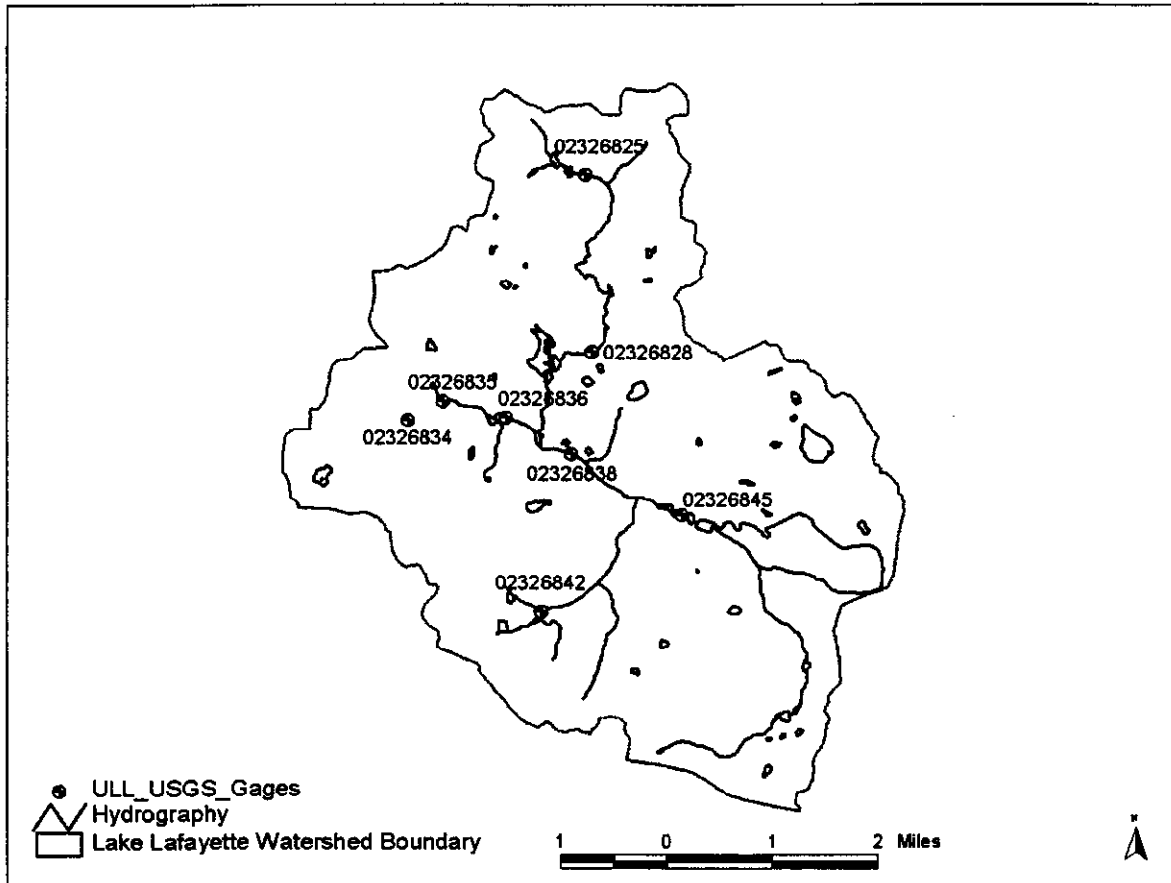 02326825
02326828
02326835
02326836
02326834
02326838
02326845
02326842
ULL_USGS_Gages
Hydrography
Lake Lafayette Watershed Boundary
1 0 1 2 Miles
N